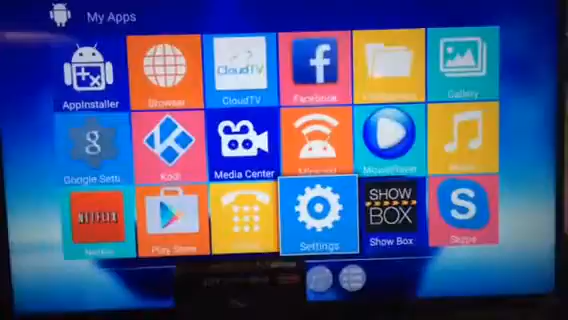 My Apps
AppInstaller
Browser
CloudTV
CloudTV
Facebook
Gallery
Google Setti
Kodi
Media Center
MoviePlayer
Music
NETFLIX
Netflix
Play Store
Settings
SHOW
BOX
Show Box
Skype